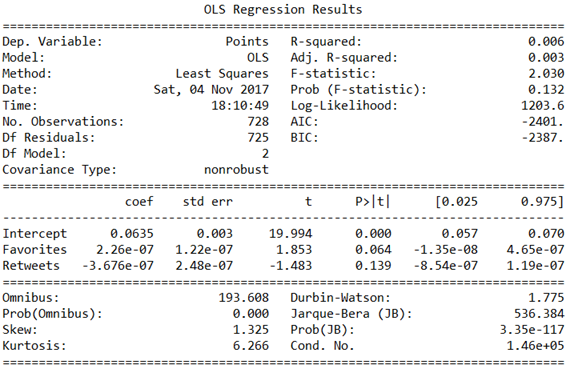 OLS Regression Results
==============================================================================
Dep. Variable: Points R-squared: 0.006
Model: OLS Adj. R-squared: 0.003
Method: Least Squares F-statistic: 2.030
Date: Sat, 04 Nov 2017 Prob (F-statistic): 0.132
Time: 18:10:49 Log-Likelihood: 1203.6
No. Observations: 728 AIC: -2401.
Df Residuals: 725 BIC: -2387.
Df Model: 2
Covariance Type: nonrobust
==============================================================================
coef std err t P>|t| [0.025 0.975]
------------------------------------------------------------------------------
Intercept 0.0635 0.003 19.994 0.000 0.057 0.070
Favorites 2.26e-07 1.22e-07 1.853 0.064 -1.35e-08 4.65e-07
Retweets -3.676e-07 2.48e-07 -1.483 0.139 -8.54e-07 1.19e-07
==============================================================================
Omnibus: 193.608 Durbin-Watson: 1.775
Prob(Omnibus): 0.000 Jarque-Bera (JB): 536.384
Skew: 1.325 Prob(JB): 3.35e-117
Kurtosis: 6.266 Cond. No. 1.46e+05
==============================================================================